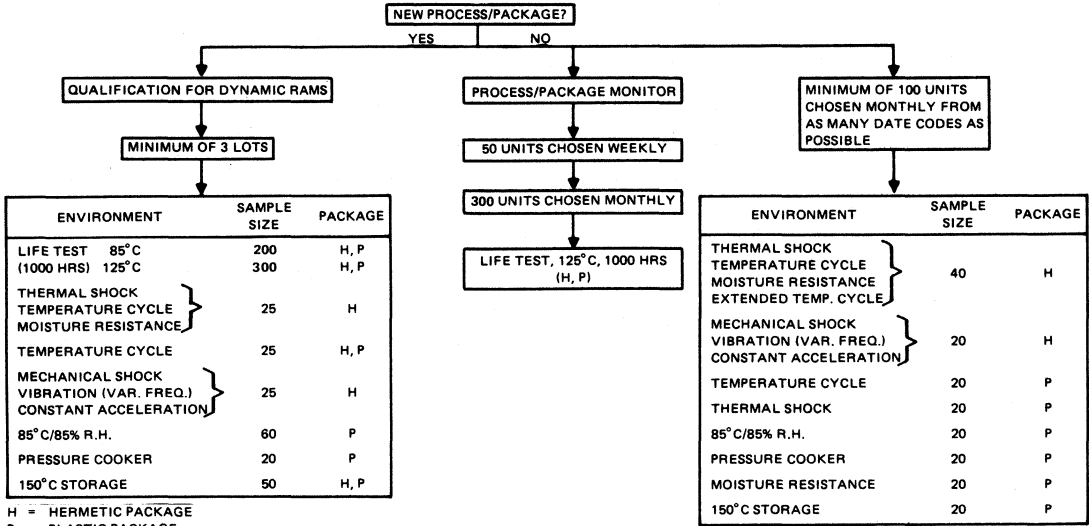 NEW PROCESS/PACKAGE?
YES NO
QUALIFICATION FOR DYNAMIC RAMS
MINIMUM OF 3 LOTS
ENVIRONMENT SAMPLE SIZE PACKAGE
LIFE TEST 85°C 200 H, P
(1000 HRS) 125°C 300 H, P
THERMAL SHOCK
TEMPERATURE CYCLE 25 H
MOISTURE RESISTANCE
TEMPERATURE CYCLE 25 H, P
MECHANICAL SHOCK
VIBRATION (VAR. FREQ.) 25 H
CONSTANT ACCELERATION
85°C/85% R.H. 60 P
PRESSURE COOKER 20 P
150°C STORAGE 50 H, P
H = HERMETIC PACKAGE
P PLASTIC PACKAGE
PROCESS/PACKAGE MONITOR
50 UNITS CHOSEN WEEKLY
300 UNITS CHOSEN MONTHLY
LIFE TEST, 125°C, 1000 HRS
(H, P)
MINIMUM OF 100 UNITS
CHOSEN MONTHLY FROM
AS MANY DATE CODES AS
POSSIBLE
ENVIRONMENT SAMPLE SIZE PACKAGE
THERMAL SHOCK
TEMPERATURE CYCLE 40 H
MOISTURE RESISTANCE
EXTENDED TEMP. CYCLE
MECHANICAL SHOCK
VIBRATION (VAR. FREQ.) 20 H
CONSTANT ACCELERATION
TEMPERATURE CYCLE 20 P
THERMAL SHOCK 20 P
85°C/85% R.H. 20 P
PRESSURE COOKER 20 P
MOISTURE RESISTANCE 20 P
150°C STORAGE 20 P